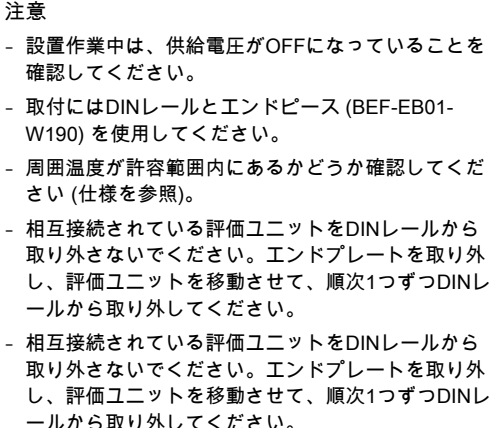 注意
- 設置作業中は、供給電圧がOFFになっていることを
確認してください。
- 取付にはDINレールとエンドピース (BEF-EB01-
W190) を使用してください。
- 周囲温度が許容範囲内にあるかどうか確認してくだ
さい (仕様を参照)。
- 相互接続されている評価ユニットをDINレールから
取り外さないでください。エンドプレートを取り外
し、評価ユニットを移動させて、順次1つずつDINレ
ールから取り外してください。
- 相互接続されている評価ユニットをDINレールから
取り外さないでください。エンドプレートを取り外
し、評価ユニットを移動させて、順次1つずつDINレ
ールから取り外してください。